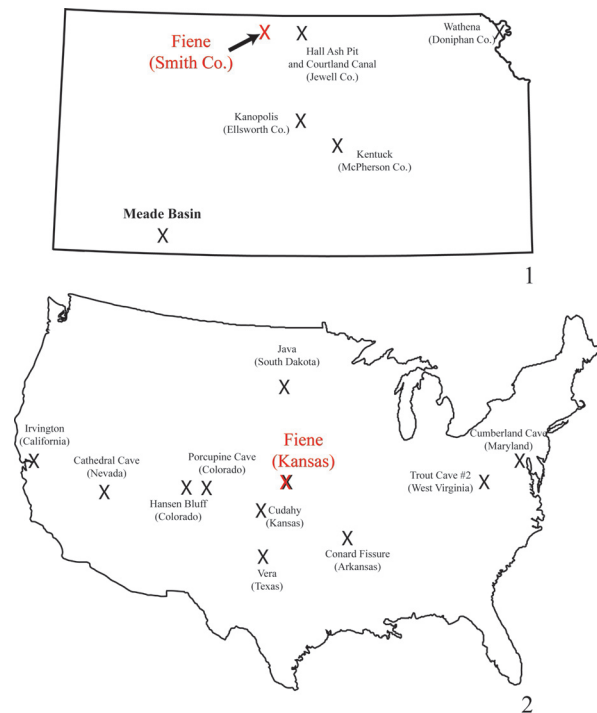 Fiene
(Smith Co.)
X
X
Hall Ash Pit
and Courtland Canal
(Jewell Co.)
Wathena
(Doniphan Co.)
X
Kanopolis
(Ellsworth Co.)
X
X
Kentuck
(McPherson Co.)
Meade Basin
X
1
Java
(South Dakota)
X
Irvington
(California)
X
Cathedral Cave
(Nevada)
X
Porcupine Cave
(Colorado)
X
X
Hansen Bluff
(Colorado)
Fiene
(Kansas)
X
Cumberland Cave
(Maryland)
X
Trout Cave #2
(West Virginia)
X
X
Cudahy
(Kansas)
X
Conard Fissure
(Arkansas)
X
Vera
(Texas)
2